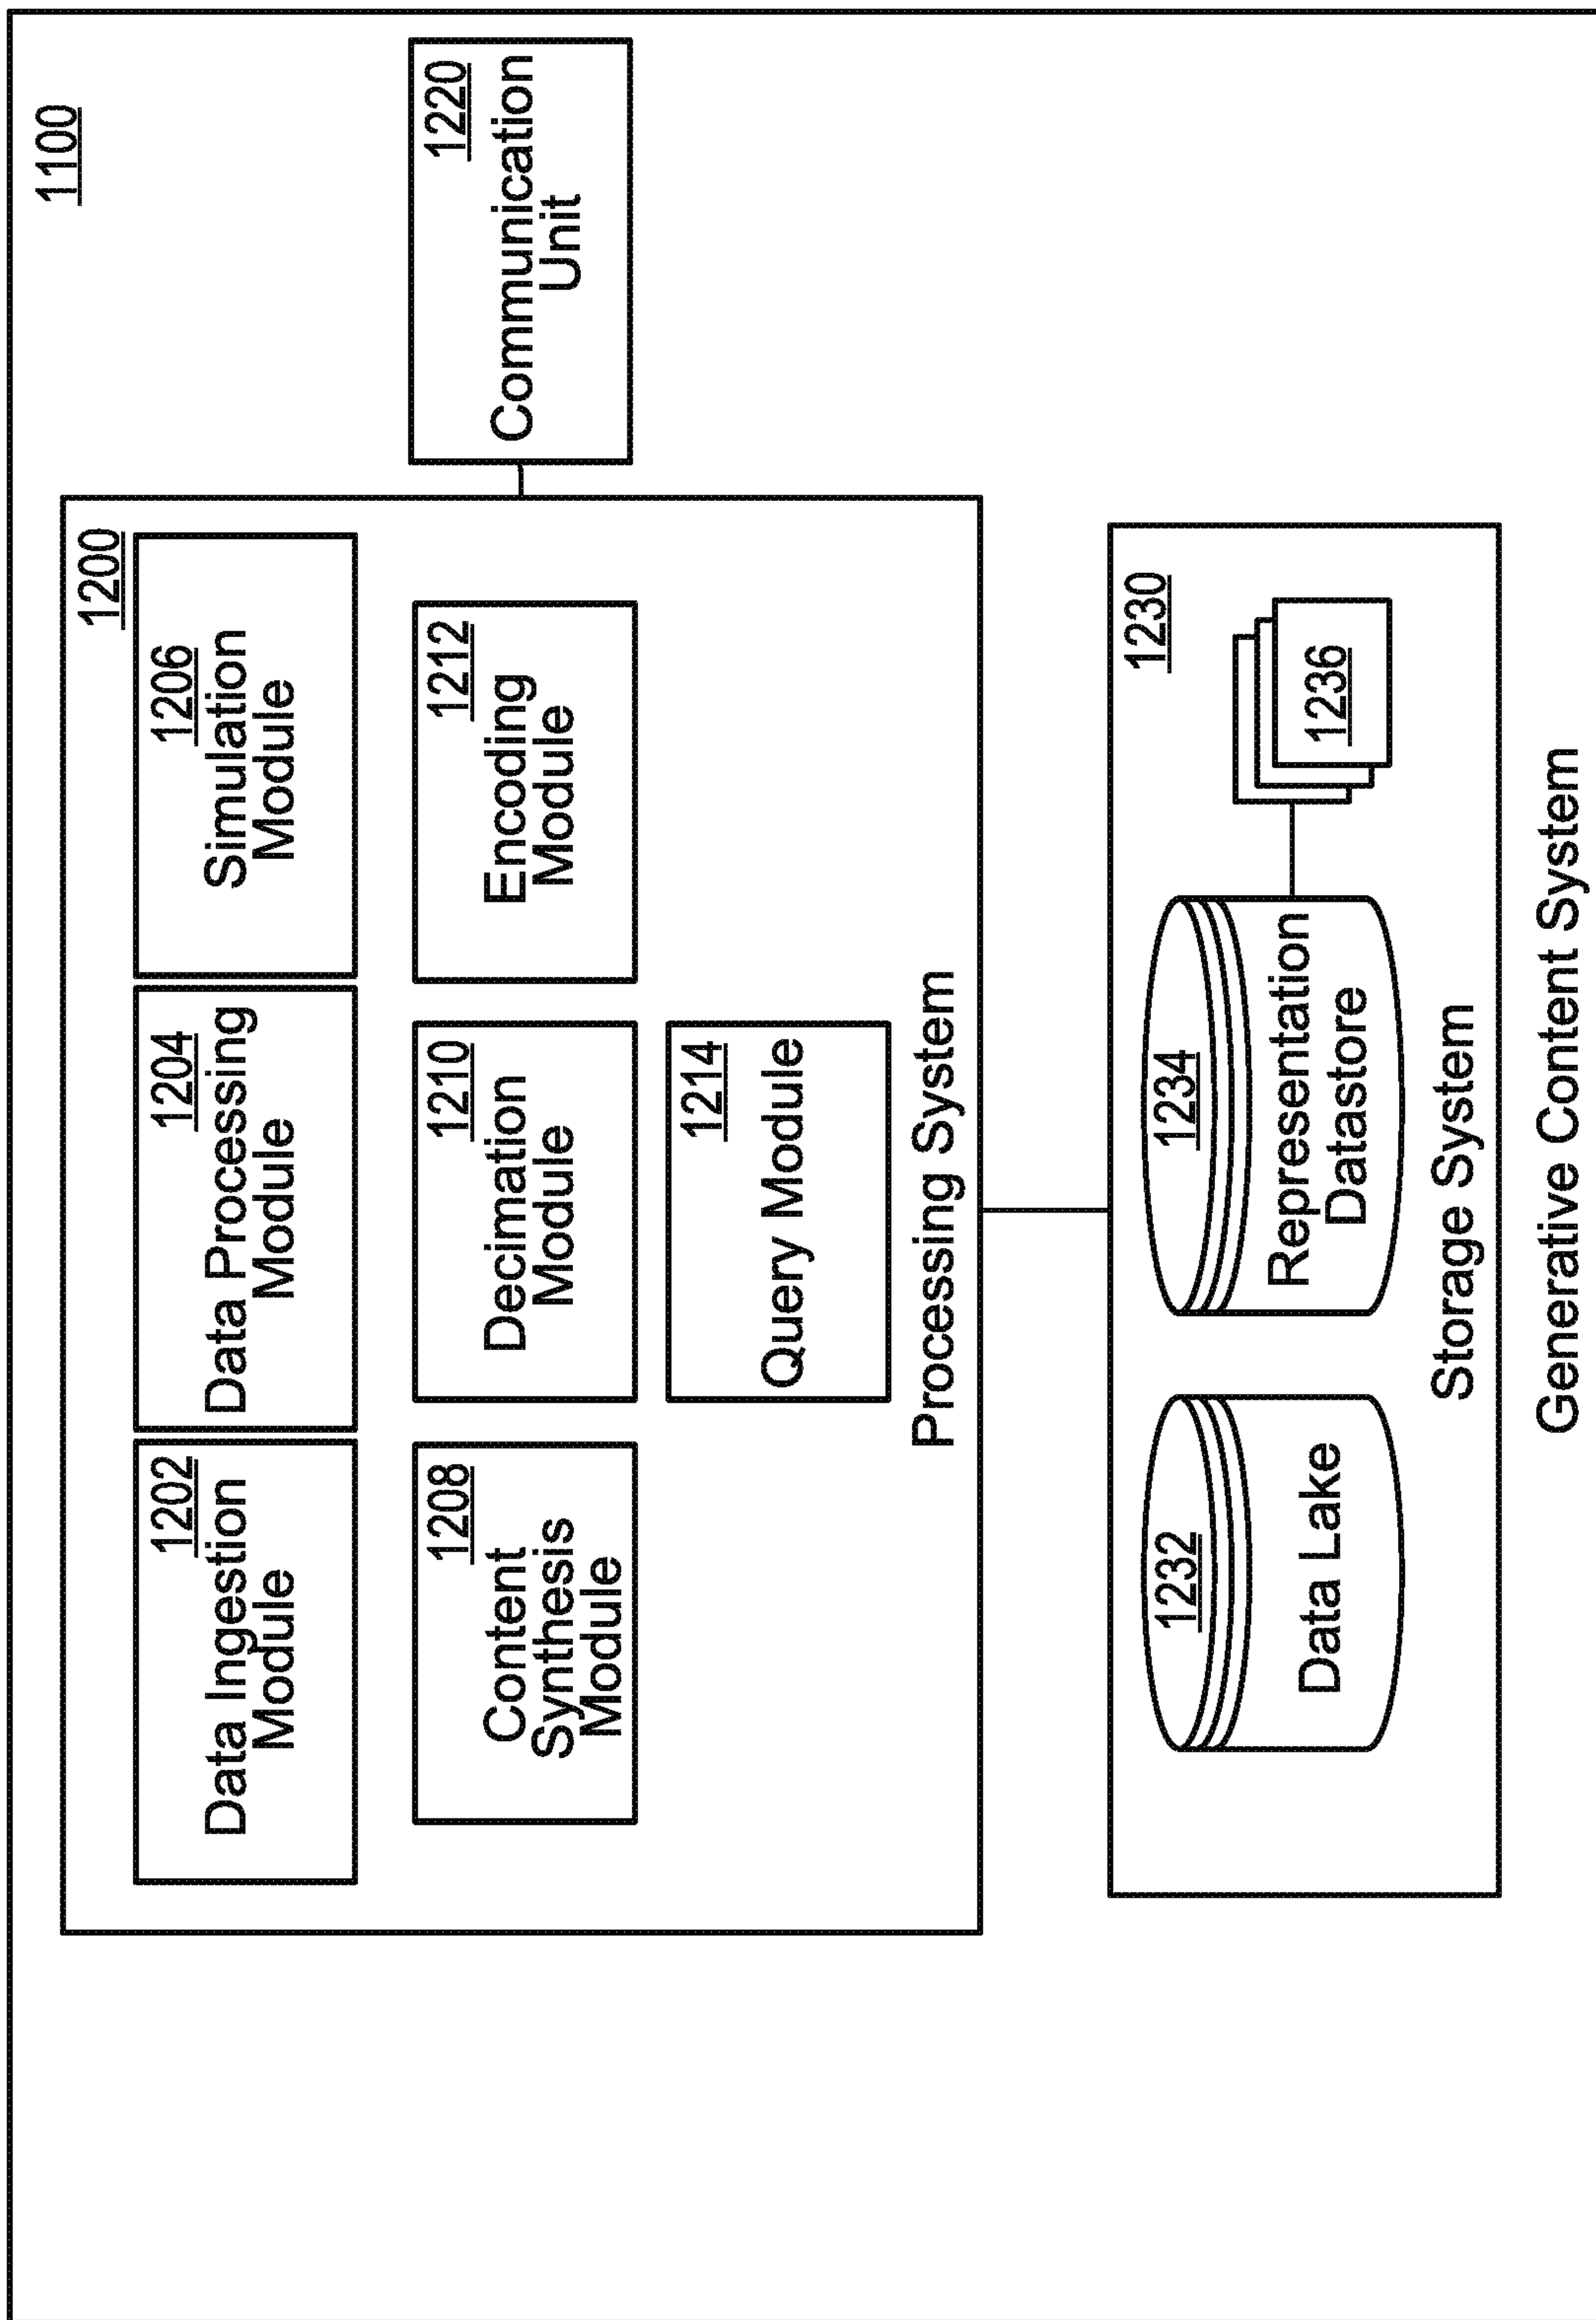 1100
1200
1202
Data Ingestion
Module
1204
Data Processing
Module
1206
Simulation
Module
1208
Content
Synthesis
Module
1210
Decimation
Module
1212
Encoding
Module
1214
Query Module
Processing System
1220
Communication
Unit
1230
1232
Data Lake
1234
Representation
Datastore
1236
Storage System
Generative Content System